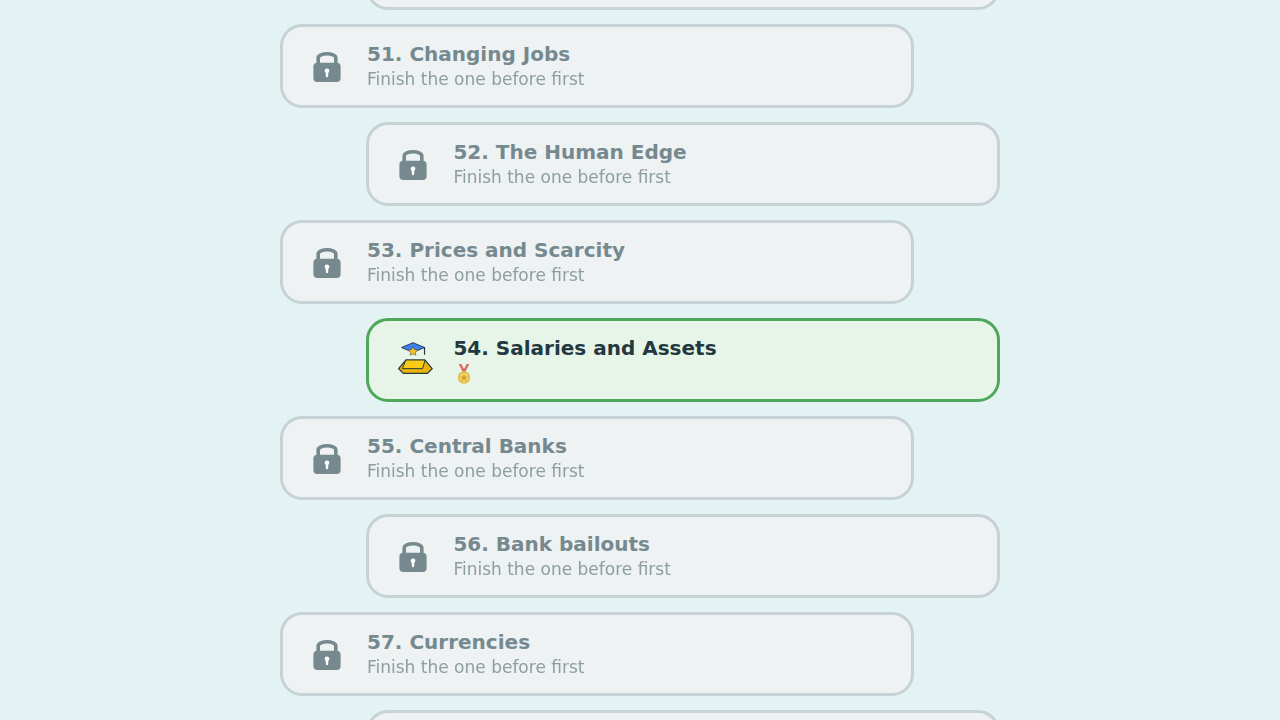 51. Changing Jobs
Finish the one before first
52. The Human Edge
Finish the one before first
53. Prices and Scarcity
Finish the one before first
54. Salaries and Assets
55. Central Banks
Finish the one before first
56. Bank bailouts
Finish the one before first
57. Currencies
Finish the one before first